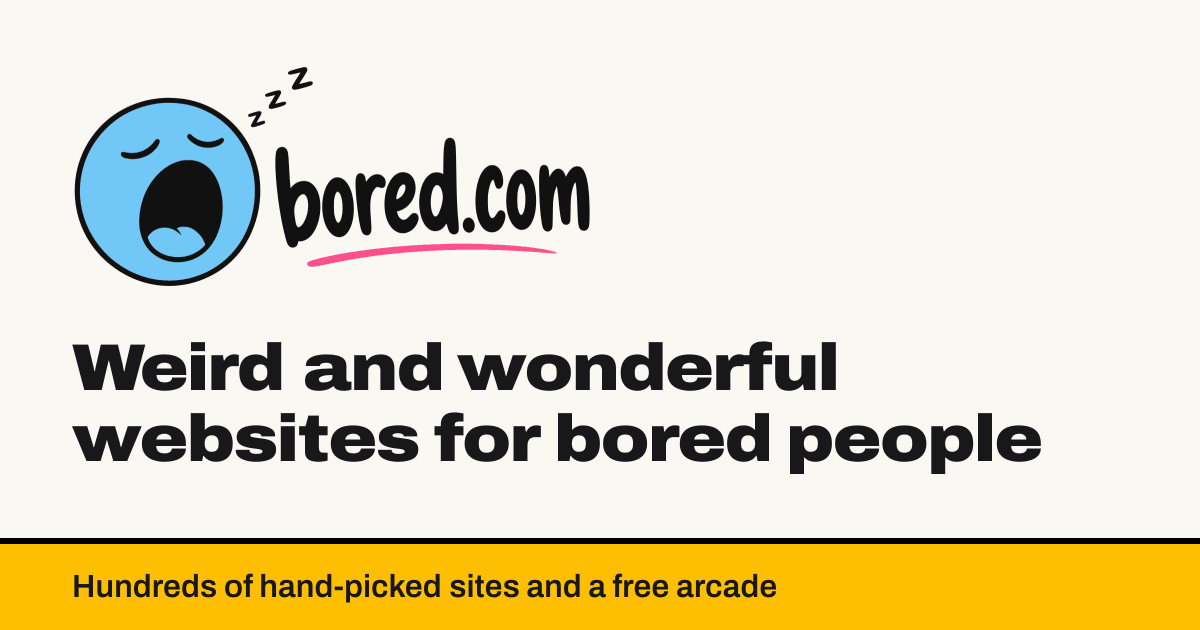 z z z
bored.com
Weird and wonderful
websites for bored people
Hundreds of hand-picked sites and a free arcade